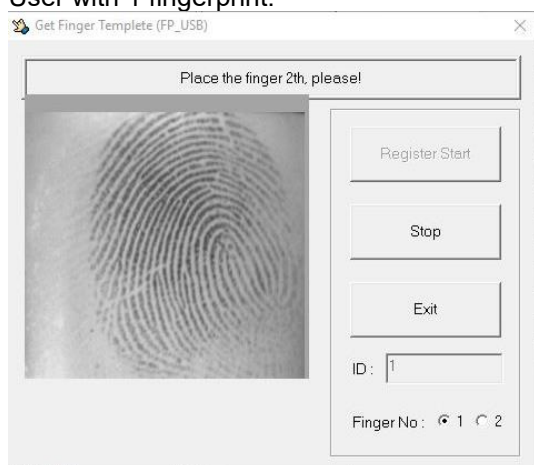 User with 1 fingerprint.
Get Finger Templete (FP_USB)
Place the finger 2th, please!
Register Start
Stop
Exit
ID : 1
Finger No : 1 2